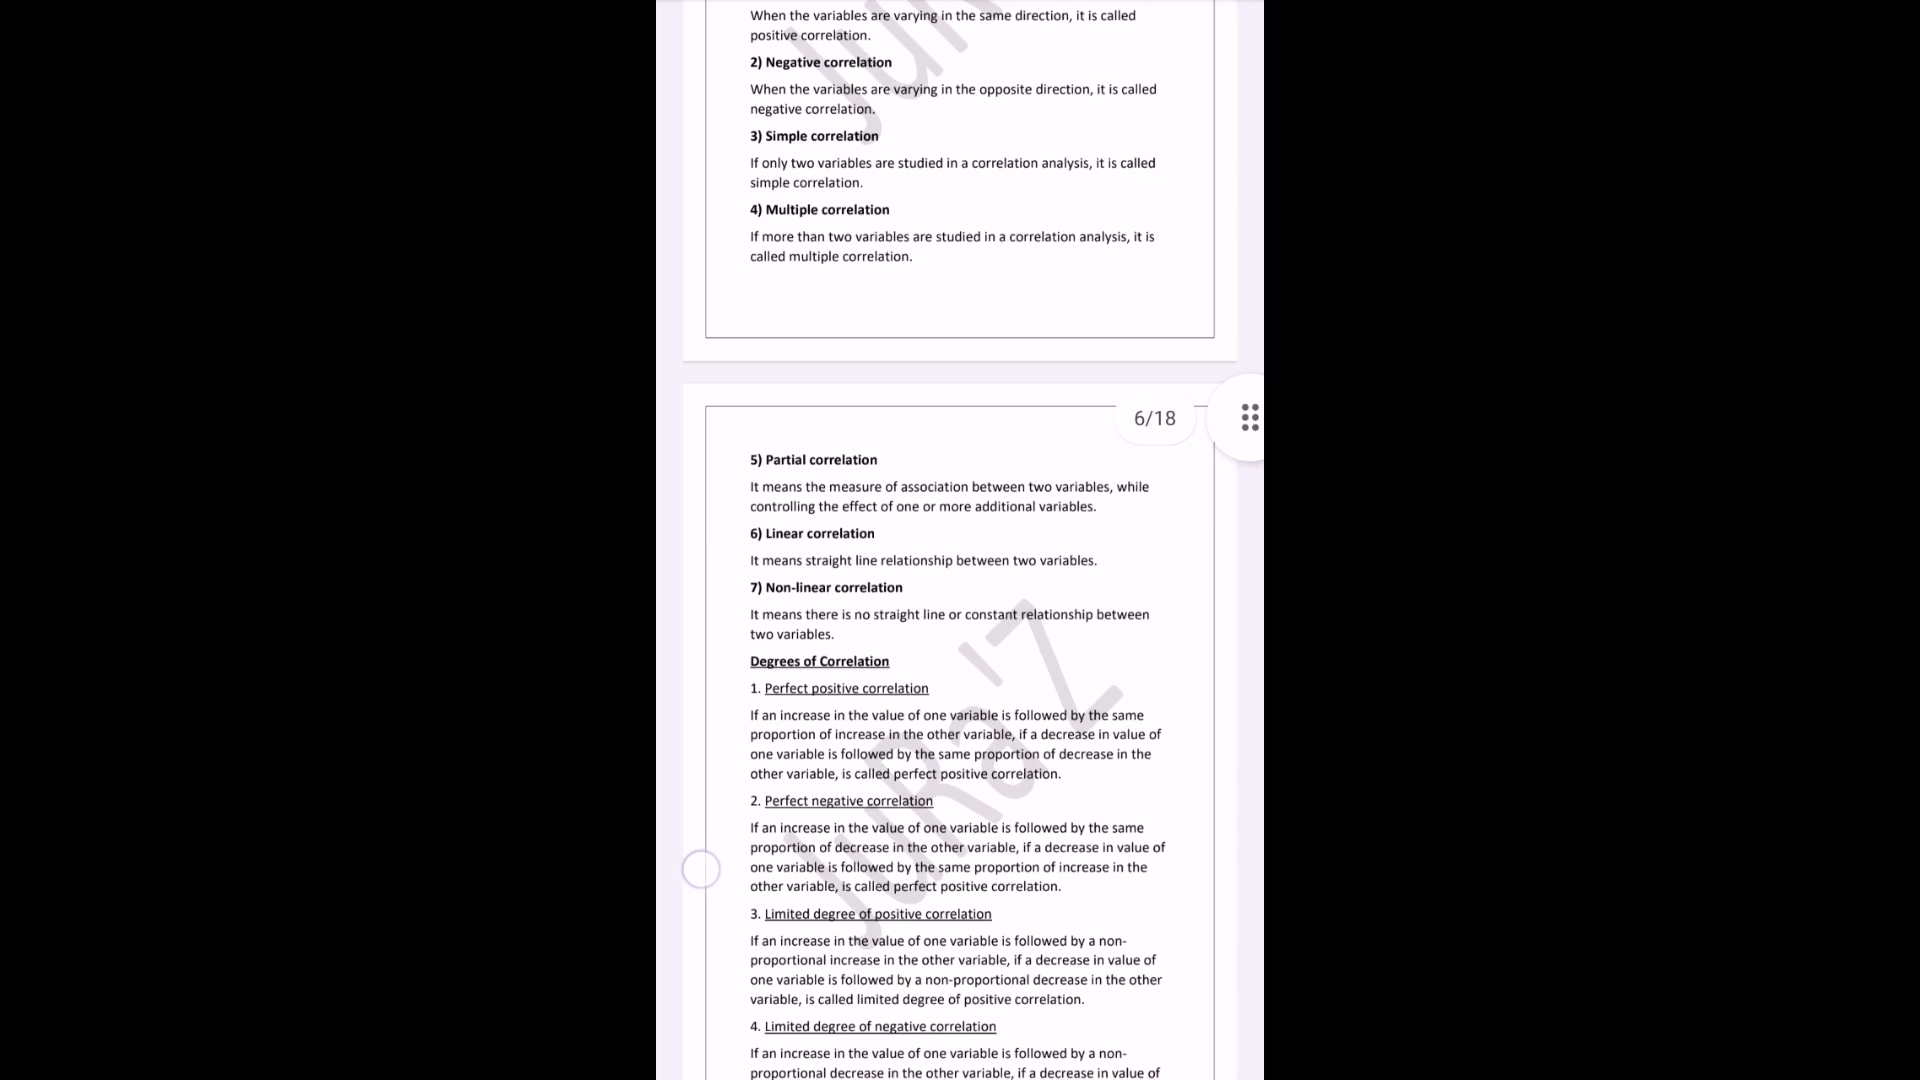 When the variables are varying in the same direction, it is called
positive correlation.
2) Negative correlation
When the variables are varying in the opposite direction, it is called
negative correlation.
3) Simple correlation
If only two variables are studied in a correlation analysis, it is called
simple correlation.
4) Multiple correlation
If more than two variables are studied in a correlation analysis, it is
called multiple correlation.
6/18
5) Partial correlation
It means the measure of association between two variables, while
controlling the effect of one or more additional variables.
6) Linear correlation
It means straight line relationship between two variables.
7) Non-linear correlation
It means there is no straight line or constant relationship between
two variables.
Degrees of Correlation
1. Perfect positive correlation
If an increase in the value of one variable is followed by the same
proportion of increase in the other variable, if a decrease in value of
one variable is followed by the same proportion of decrease in the
other variable, is called perfect positive correlation.
2. Perfect negative correlation
If an increase in the value of one variable is followed by the same
proportion of decrease in the other variable, if a decrease in value of
one variable is followed by the same proportion of increase in the
other variable, is called perfect positive correlation.
3. Limited degree of positive correlation
If an increase in the value of one variable is followed by a non-
proportional increase in the other variable, if a decrease in value of
one variable is followed by a non-proportional decrease in the other
variable, is called limited degree of positive correlation.
4. Limited degree of negative correlation
If an increase in the value of one variable is followed by a non-
proportional decrease in the other variable, if a decrease in value of
JuRa'Z